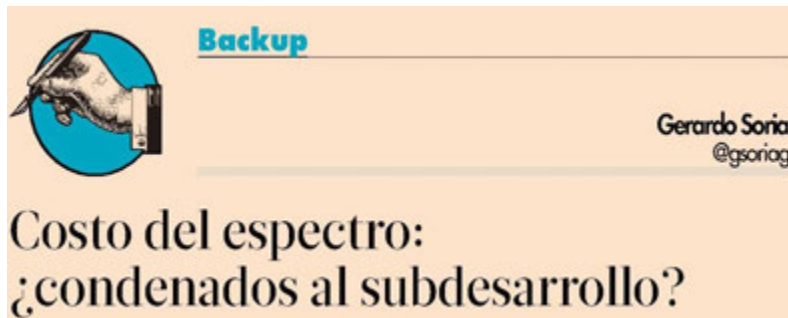 Backup
Gerardo Soria
@gsoriag
Costo del espectro:
¿condenados al subdesarrollo?